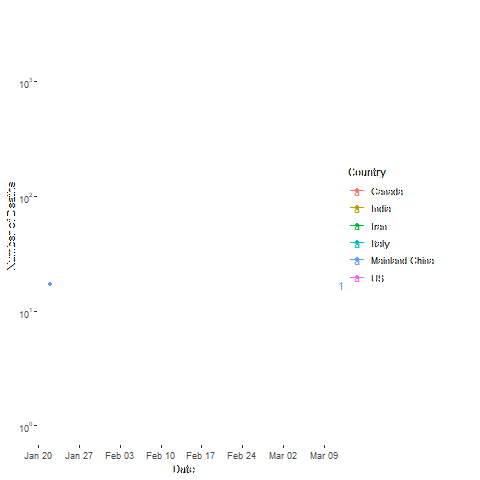 10³
10²
10¹
10⁰
Number of Deaths
Jan 20 Jan 27 Feb 03 Feb 10 Feb 17 Feb 24 Mar 02 Mar 09
Date
1
Country
a Canada
a India
a Iran
a Italy
a Mainland China
a US